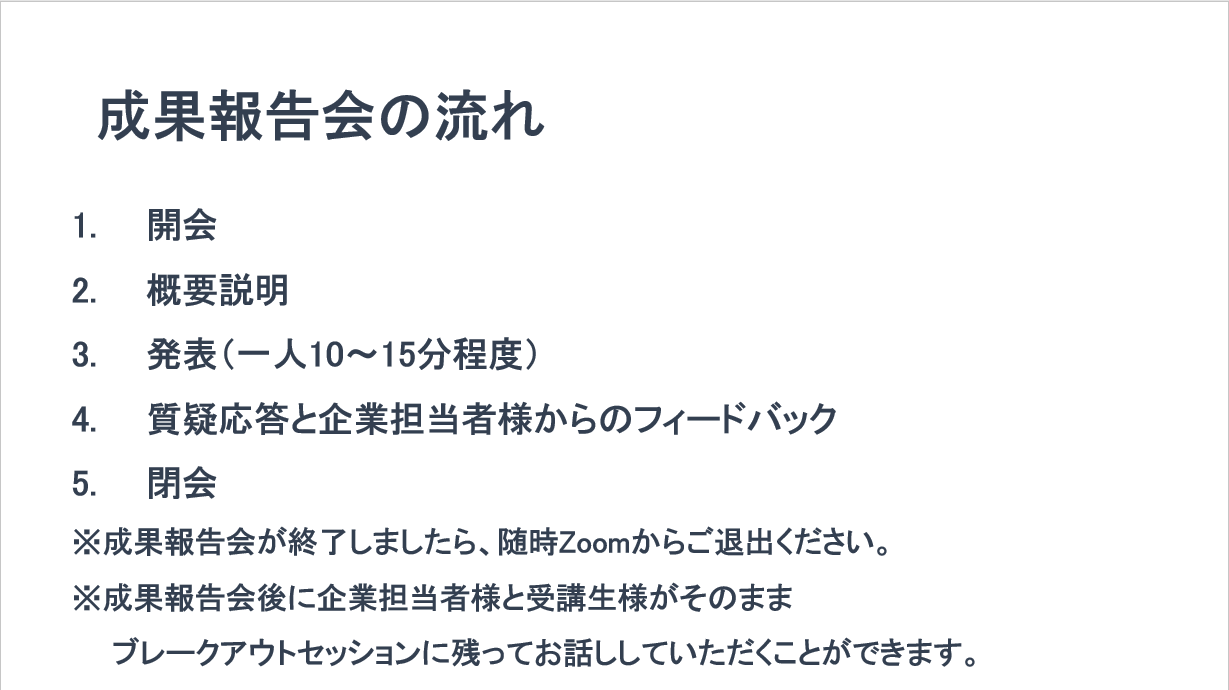 成果報告会の流れ
1. 開会
2. 概要説明
3. 発表（一人10～15分程度）
4. 質疑応答と企業担当者様からのフィードバック
5. 閉会
※成果報告会が終了しましたら、随時Zoomからご退出ください。
※成果報告会後に企業担当者様と受講生様がそのまま
ブレークアウトセッションに残ってお話ししていただくことができます。